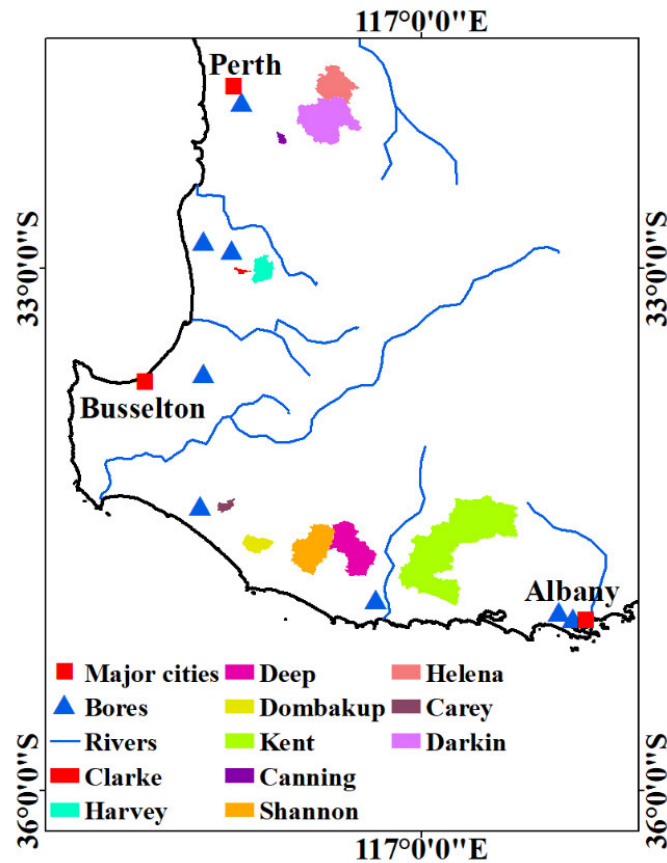 117°0'0"E
Perth
33°0'0"S
33°0'0"S
Busselton
Albany
Major cities
Deep
Helena
Bores
Dombakup
Carey
Rivers
Kent
Darkin
Clarke
Canning
Harvey
Shannon
36°0'0"S
36°0'0"S
117°0'0"E